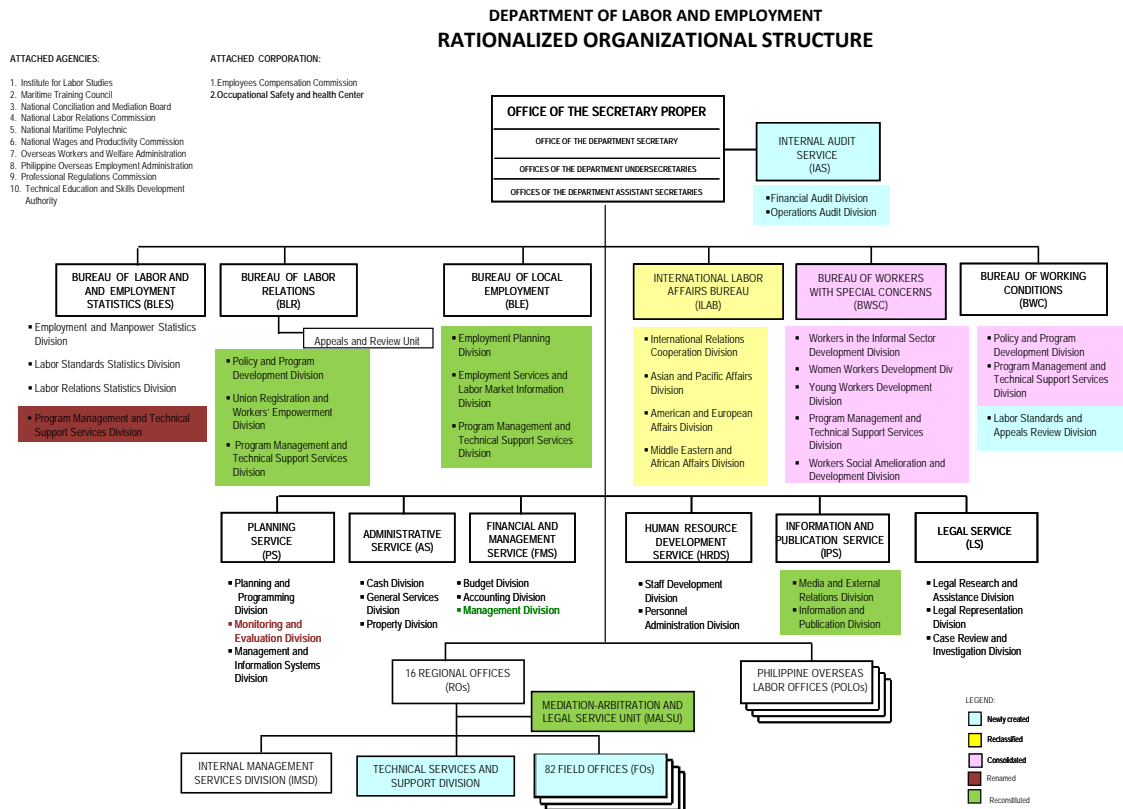 DEPARTMENT OF LABOR AND EMPLOYMENT
RATIONALIZED ORGANIZATIONAL STRUCTURE
ATTACHED AGENCIES:
1. Institute for Labor Studies
2. Maritime Training Council
3. National Conciliation and Mediation Board
4. National Labor Relations Commission
5. National Maritime Polytechnic
6. National Wages and Productivity Commission
7. Overseas Workers and Welfare Administration
8. Philippine Overseas Employment Administration
9. Professional Regulations Commission
10. Technical Education and Skills Development
Authority
ATTACHED CORPORATION:
1.Employees Compensation Commission
2.Occupational Safety and health Center
OFFICE OF THE SECRETARY PROPER
OFFICE OF THE DEPARTMENT SECRETARY
OFFICES OF THE DEPARTMENT UNDERSECRETARIES
OFFICES OF THE DEPARTMENT ASSISTANT SECRETARIES
INTERNAL AUDIT
SERVICE
(IAS)
▪Financial Audit Division
▪Operations Audit Division
BUREAU OF LABOR AND
AND EMPLOYMENT
STATISTICS (BLES)
▪ Employment and Manpower Statistics
Division
▪ Labor Standards Statistics Division
▪ Labor Relations Statistics Division
▪ Program Management and Technical
Support Services Division
BUREAU OF LABOR
RELATIONS
(BLR)
Appeals and Review Unit
▪ Policy and Program
Development Division
▪ Union Registration and
Workers' Empowerment
Division
▪ Program Management and
Technical Support Services
Division
BUREAU OF LOCAL
EMPLOYMENT
(BLE)
▪ Employment Planning
Division
▪ Employment Services and
Labor Market Information
Division
▪ Program Management and
Technical Support Services
Division
INTERNATIONAL LABOR
AFFAIRS BUREAU
(ILAB)
▪ International Relations
Cooperation Division
▪ Asian and Pacific Affairs
Division
▪ American and European
Affairs Division
▪ Middle Eastern and
African Affairs Division
BUREAU OF WORKERS
WITH SPECIAL CONCERNS
(BWSC)
▪ Workers in the Informal Sector
Development Division
▪ Women Workers Development Div
▪ Young Workers Development
Division
▪ Program Management and
Technical Support Services
Division
▪ Workers Social Amelioration and
Development Division
BUREAU OF WORKING
CONDITIONS
(BWC)
▪ Policy and Program
Development Division
▪ Program Management and
Technical Support Services
Division
▪ Labor Standards and
Appeals Review Division
PLANNING
SERVICE
(PS)
▪ Planning and
Programming
Division
▪ Monitoring and
Evaluation Division
▪ Management and
Information Systems
Division
ADMINISTRATIVE
SERVICE (AS)
▪ Cash Division
▪ General Services
Division
▪ Property Division
FINANCIAL AND
MANAGEMENT
SERVICE (FMS)
▪ Budget Division
▪ Accounting Division
▪ Management Division
HUMAN RESOURCE
DEVELOPMENT
SERVICE (HRDS)
▪ Staff Development
Division
▪ Personnel
Administration Division
INFORMATION AND
PUBLICATION SERVICE
(IPS)
▪ Media and External
Relations Division
▪ Information and
Publication Division
LEGAL SERVICE
(LS)
▪ Legal Research and
Assistance Division
▪ Legal Representation
Division
▪ Case Review and
Investigation Division
16 REGIONAL OFFICES
(ROs)
PHILIPPINE OVERSEAS
LABOR OFFICES (POLOs)
MEDIATION-ARBITRATION AND
LEGAL SERVICE UNIT (MALSU)
INTERNAL MANAGEMENT
SERVICES DIVISION (IMSD)
TECHNICAL SERVICES AND
SUPPORT DIVISION
82 FIELD OFFICES (FOs)
LEGEND:
Newly created
Reclassified
Consolidated
Renamed
Reconstituted